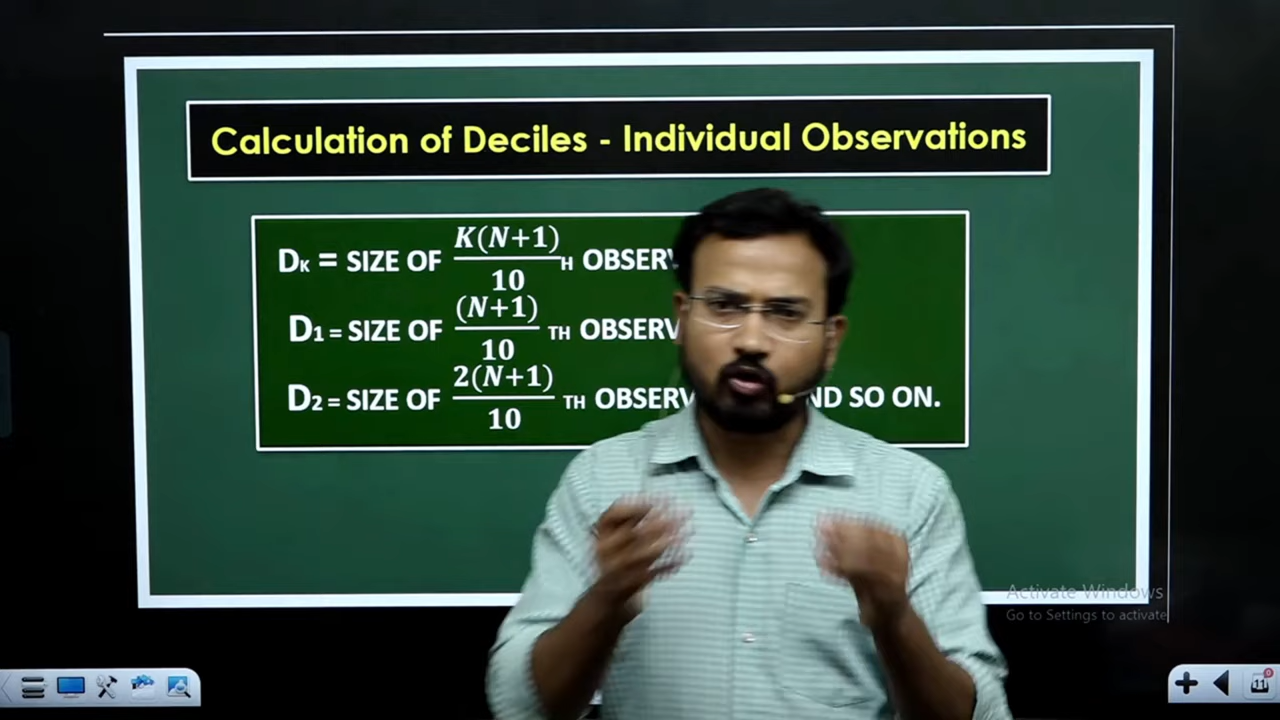 Calculation of Deciles - Individual Observations
Dₖ = SIZE OF K(N+1)/10 H OBSERV
D₁ = SIZE OF (N+1)/10 TH OBSERV
D₂ = SIZE OF 2(N+1)/10 TH OBSERV ND SO ON.
Activate Windows
Go to Settings to activate
11